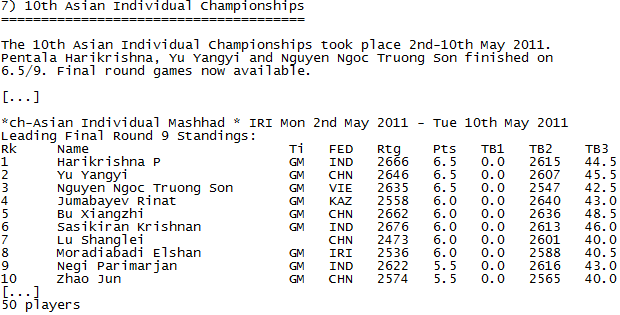 7) 10th Asian Individual Championships
======================================
The 10th Asian Individual Championships took place 2nd-10th May 2011.
Pentala Harikrishna, Yu Yangyi and Nguyen Ngoc Truong Son finished on
6.5/9. Final round games now available.
[...]
*ch-Asian Individual Mashhad * IRI Mon 2nd May 2011 - Tue 10th May 2011
Leading Final Round 9 Standings:
Rk Name Ti FED Rtg Pts TB1 TB2 TB3
1 Harikrishna P GM IND 2666 6.5 0.0 2615 44.5
2 Yu Yangyi GM CHN 2646 6.5 0.0 2607 45.5
3 Nguyen Ngoc Truong Son GM VIE 2635 6.5 0.0 2547 42.5
4 Jumabayev Rinat GM KAZ 2558 6.0 0.0 2640 43.0
5 Bu Xiangzhi GM CHN 2662 6.0 0.0 2636 48.5
6 Sasikiran Krishnan GM IND 2676 6.0 0.0 2613 46.0
7 Lu Shanglei CHN 2473 6.0 0.0 2601 40.0
8 Moradiabadi Elshan GM IRI 2536 6.0 0.0 2588 40.5
9 Negi Parimarjan GM IND 2622 5.5 0.0 2616 43.0
10 Zhao Jun GM CHN 2574 5.5 0.0 2565 40.0
[...]
50 players